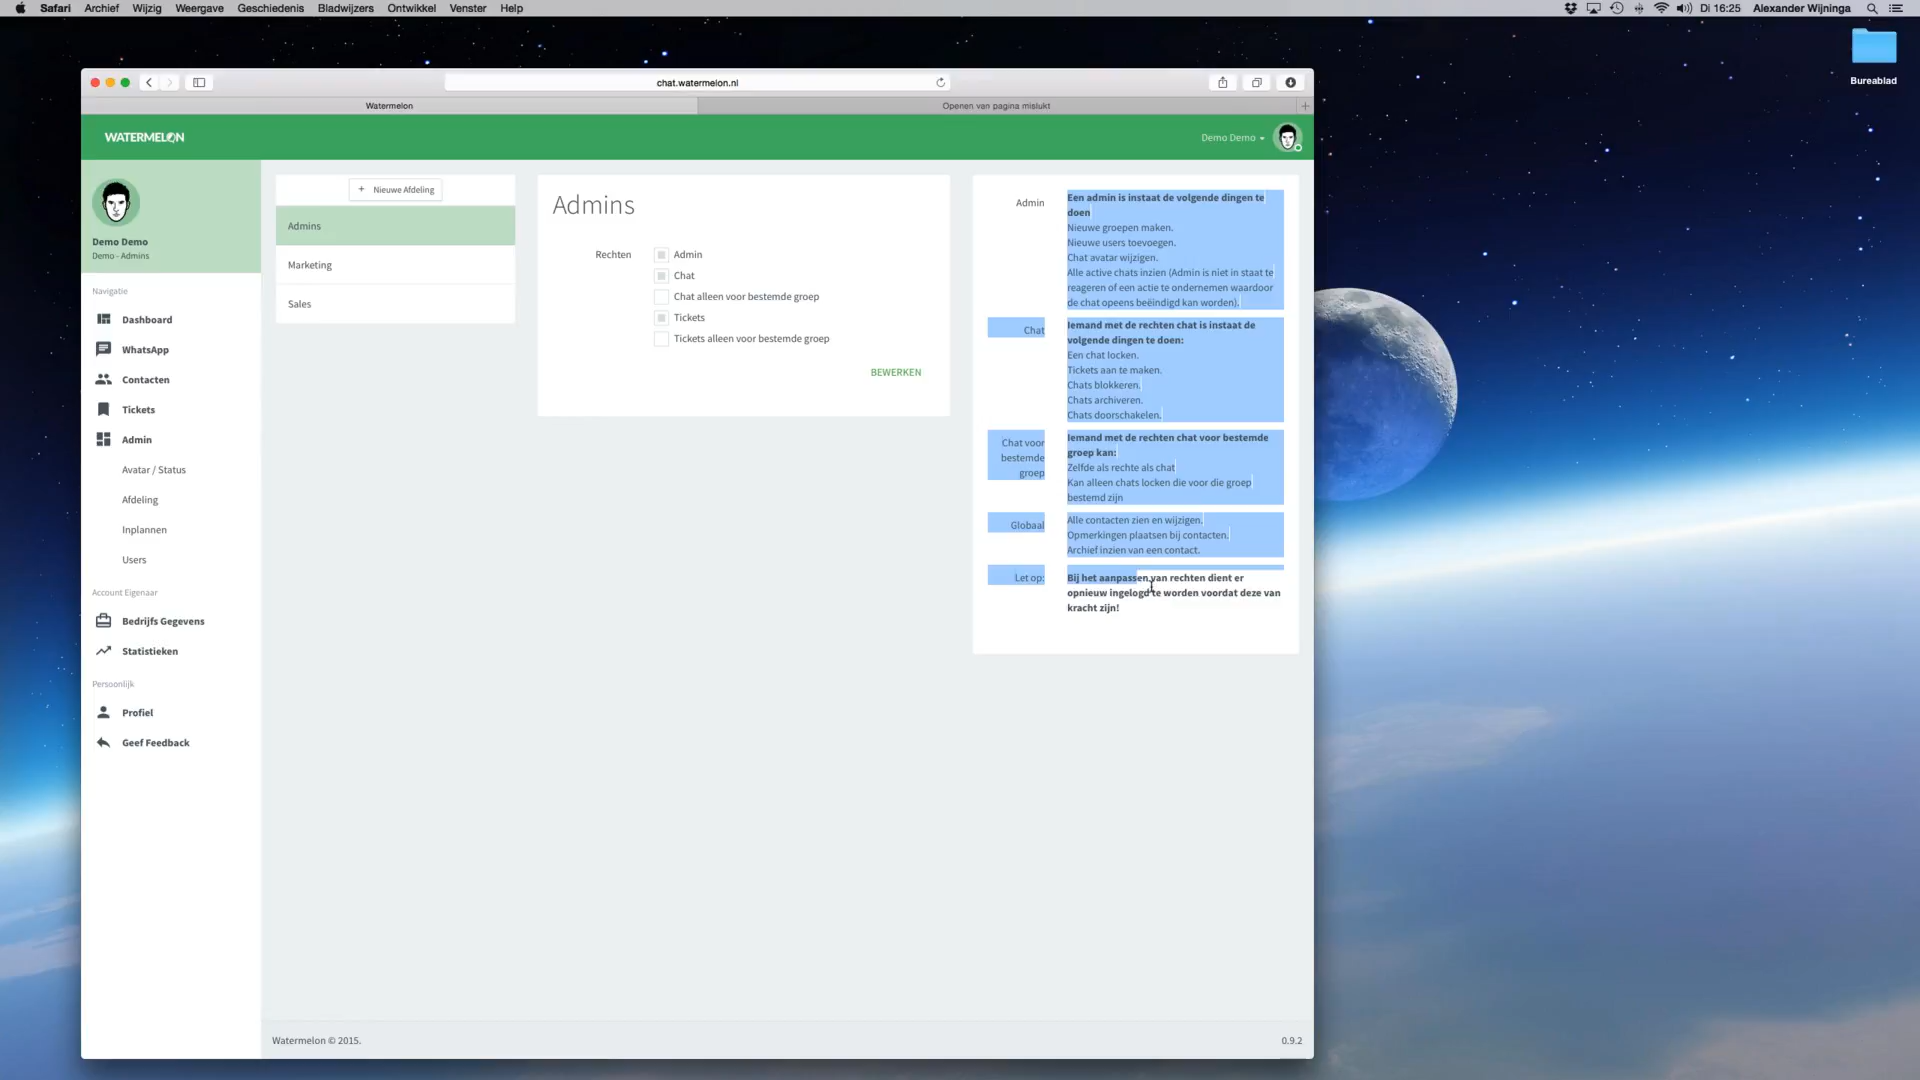 Safari Archief Wijzig Weergave Geschiedenis Bladwijzers Ontwikkel Venster Help
Di 16:25 Alexander Wijninga
Bureablad
chat.watermelon.nl
Watermelon
Openen van pagina mislukt
WATERMELON
Demo Demo
Demo Demo
Demo - Admins
Navigatie
Dashboard
WhatsApp
Contacten
Tickets
Admin
Avatar / Status
Afdeling
Inplannen
Users
Account Eigenaar
Bedrijfs Gegevens
Statistieken
Persoonlijk
Profiel
Geef Feedback
+ Nieuwe Afdeling
Admins
Marketing
Sales
Admins
Rechten
Admin
Chat
Chat alleen voor bestemde groep
Tickets
Tickets alleen voor bestemde groep
BEWERKEN
Admin
Een admin is instaat de volgende dingen te
doen
Nieuwe groepen maken.
Nieuwe users toevoegen.
Chat avatar wijzigen.
Alle active chats inzien (Admin is niet in staat te
reageren of een actie te ondernemen waardoor
de chat opeens beëindigd kan worden).
Chat
Iemand met de rechten chat is instaat de
volgende dingen te doen:
Een chat locken.
Tickets aan te maken.
Chats blokkeren.
Chats archiveren.
Chats doorschakelen.
Chat voor
bestemde
groep
Iemand met de rechten chat voor bestemde
groep kan:
Zelfde als rechte als chat
Kan alleen chats locken die voor die groep
bestemd zijn
Globaal
Alle contacten zien en wijzigen.
Opmerkingen plaatsen bij contacten.
Archief inzien van een contact.
Let op:
Bij het aanpassen van rechten dient er
opnieuw ingelogd te worden voordat deze van
kracht zijn!
Watermelon © 2015.
0.9.2